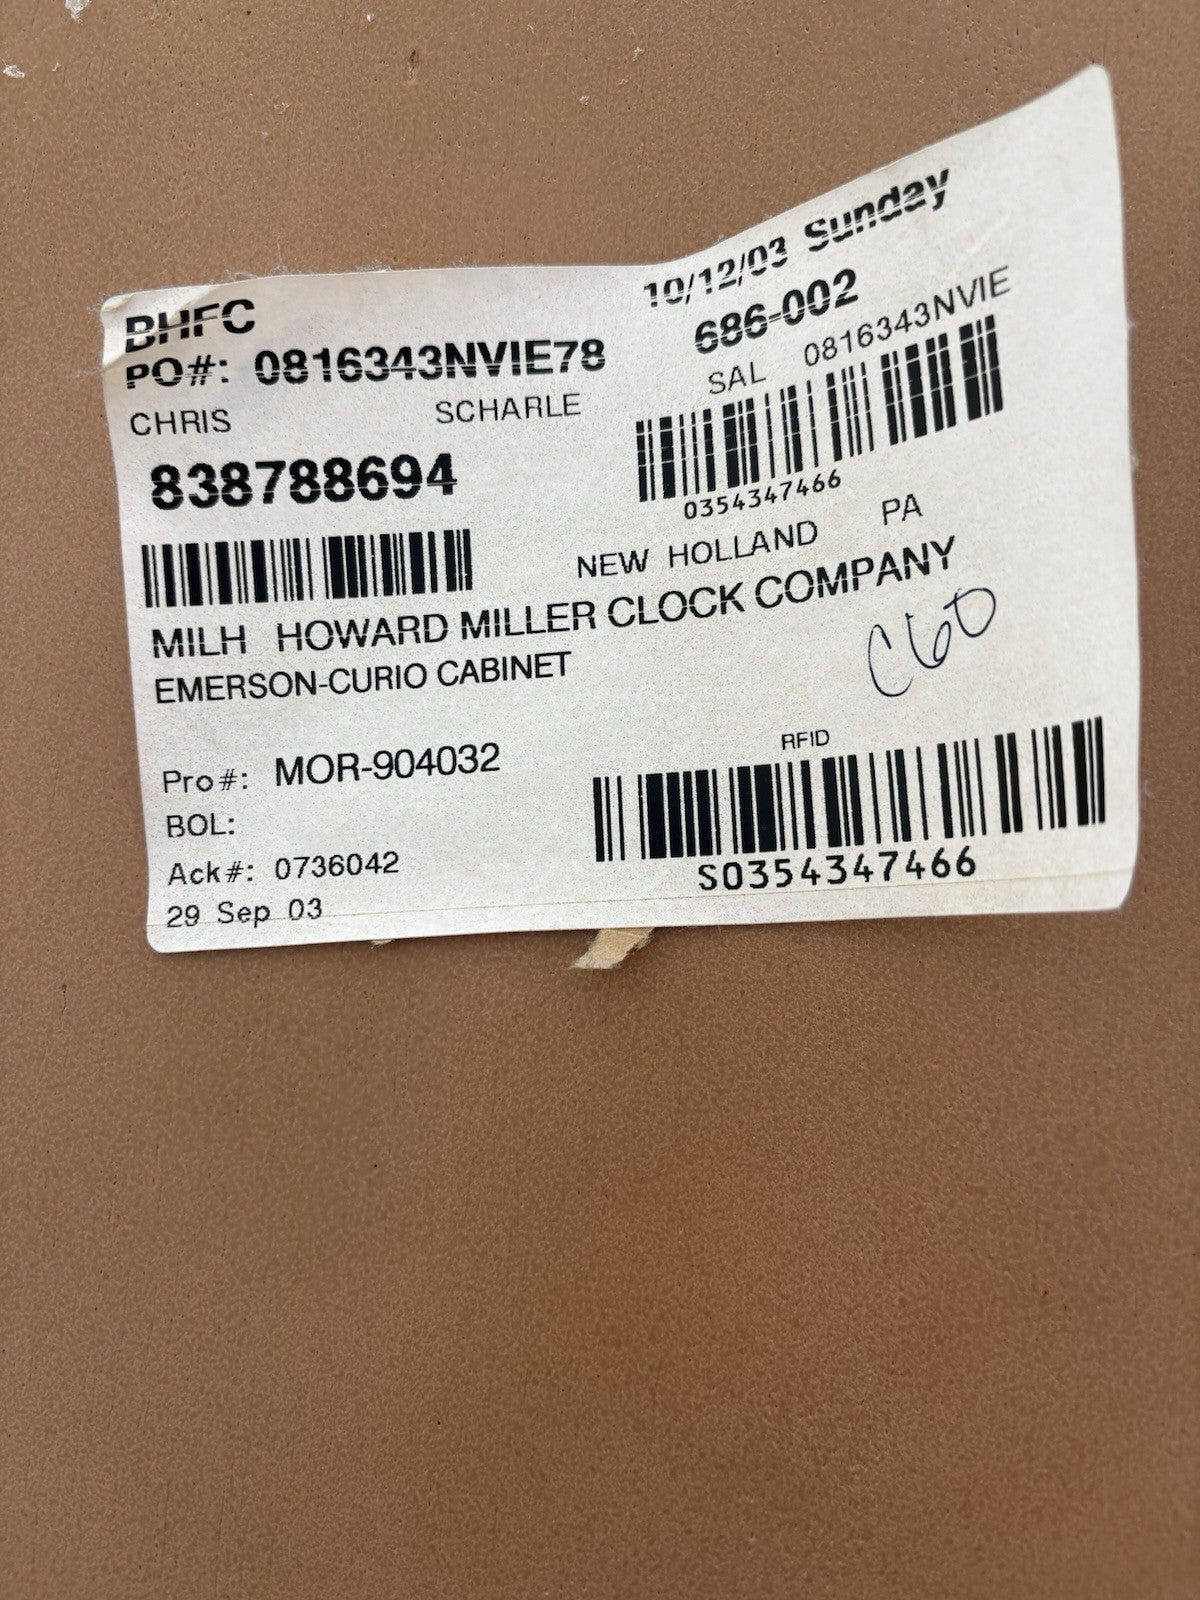 BHFC
10/12/03 Sunday
PO#: 0816343NVIE78
686-002
CHRIS SCHARLE
SAL 0816343NVIE
838788694
0354347466
NEW HOLLAND PA
MILH HOWARD MILLER CLOCK COMPANY
EMERSON-CURIO CABINET
C60
Pro#: MOR-904032
RFID
BOL:
Ack#: 0736042
S0354347466
29 Sep 03